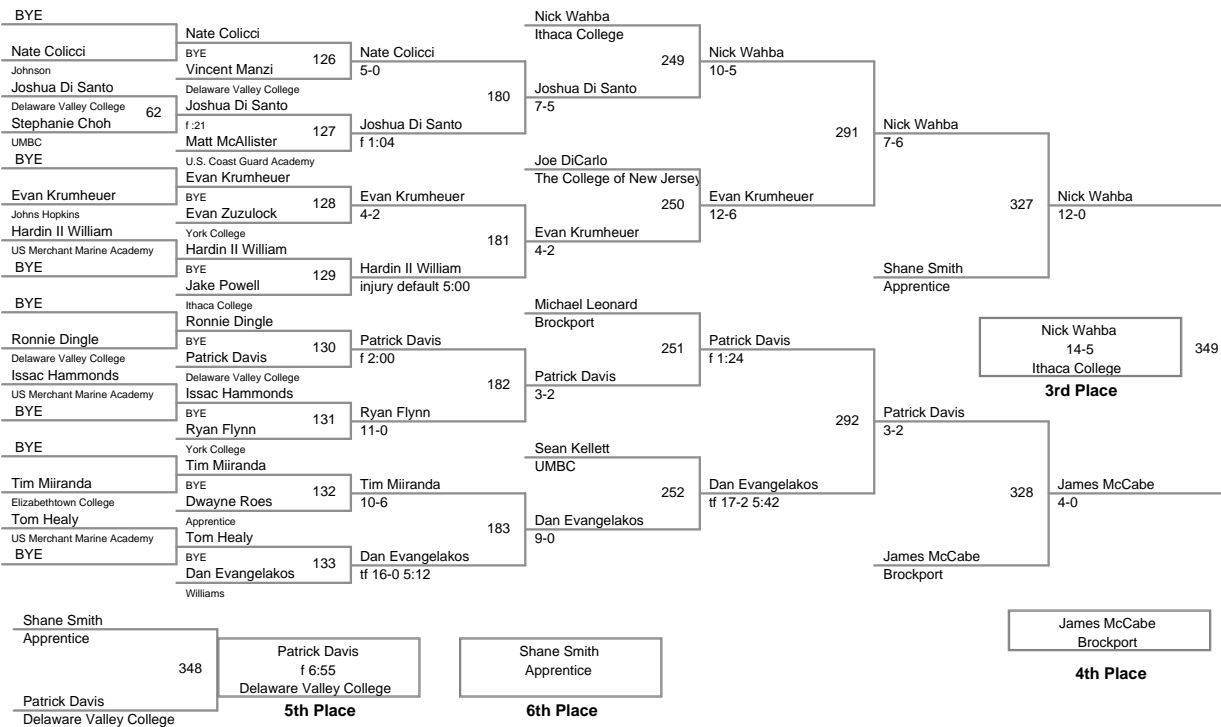 BYE
Nate Colicci
Johnson
Joshua Di Santo
Delaware Valley College
62
Stephanie Choh
UMBC
BYE
Evan Krumheuer
Johns Hopkins
Hardin II William
US Merchant Marine Academy
BYE
BYE
Ronnie Dingle
Delaware Valley College
Issac Hammonds
US Merchant Marine Academy
BYE
BYE
Tim Miiranda
Elizabethtown College
Tom Healy
US Merchant Marine Academy
BYE
Nate Colicci
BYE
126
Vincent Manzi
Delaware Valley College
Joshua Di Santo
f :21
127
Matt McAllister
U.S. Coast Guard Academy
Evan Krumheuer
BYE
128
Evan Zuzulock
York College
Hardin II William
BYE
129
Jake Powell
Ithaca College
Ronnie Dingle
BYE
130
Patrick Davis
Delaware Valley College
Issac Hammonds
BYE
131
Ryan Flynn
York College
Tim Miiranda
BYE
132
Dwayne Roes
Apprentice
Tom Healy
BYE
133
Dan Evangelakos
Williams
Nate Colicci
5-0
180
Joshua Di Santo
f 1:04
Evan Krumheuer
4-2
181
Hardin II William
injury default 5:00
Patrick Davis
f 2:00
182
Ryan Flynn
11-0
Tim Miiranda
10-6
183
Dan Evangelakos
tf 16-0 5:12
Nick Wahba
Ithaca College
249
Joshua Di Santo
7-5
Joe DiCarlo
The College of New Jersey
250
Evan Krumheuer
4-2
Michael Leonard
Brockport
251
Patrick Davis
3-2
Sean Kellett
UMBC
252
Dan Evangelakos
9-0
Nick Wahba
10-5
291
Evan Krumheuer
12-6
Patrick Davis
f 1:24
292
Dan Evangelakos
tf 17-2 5:42
Nick Wahba
7-6
327
Shane Smith
Apprentice
Patrick Davis
3-2
328
James McCabe
Brockport
Nick Wahba
12-0
James McCabe
4-0
Nick Wahba
14-5
349
Ithaca College
3rd Place
James McCabe
Brockport
4th Place
Shane Smith
Apprentice
348
Patrick Davis
Delaware Valley College
Patrick Davis
f 6:55
Delaware Valley College
5th Place
Shane Smith
Apprentice
6th Place